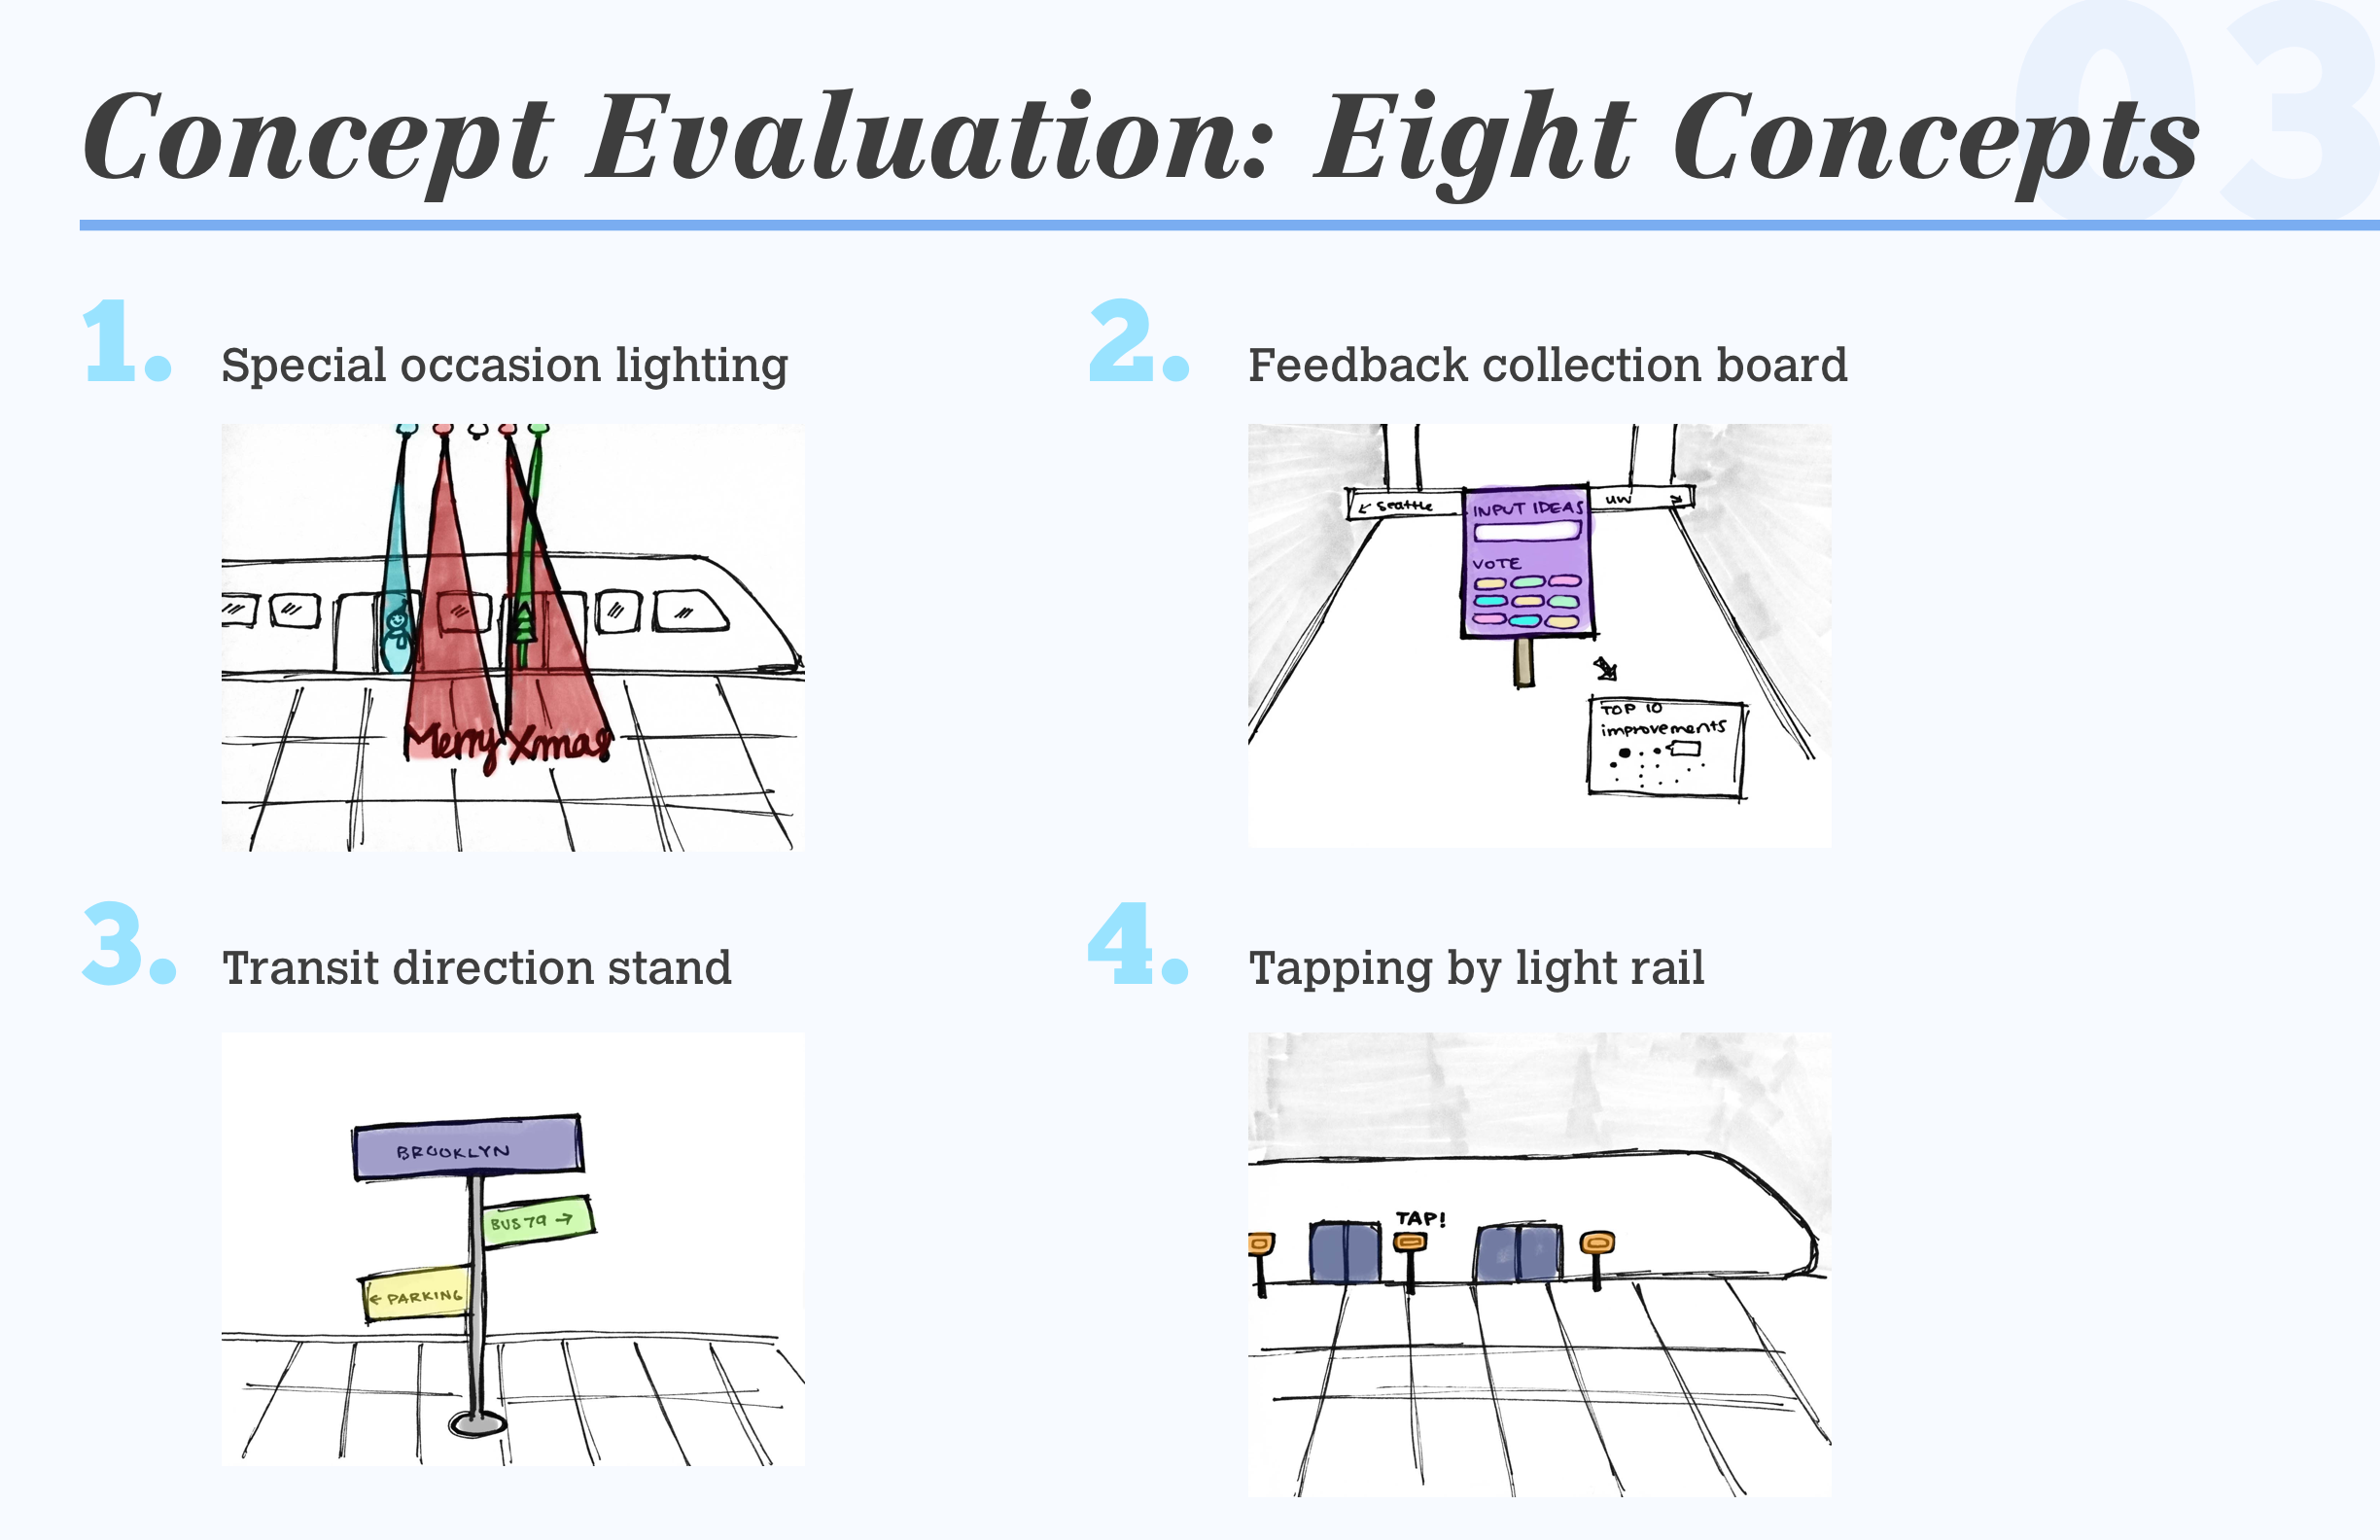 03
Concept Evaluation: Eight Concepts
1.
Special occasion lighting
Merry Xmas
2.
Feedback collection board
↙ Seattle
UW ↘
INPUT IDEAS
VOTE
TOP 10
improvements
3.
Transit direction stand
BROOKLYN
BUS 79 →
← PARKING
4.
Tapping by light rail
TAP!